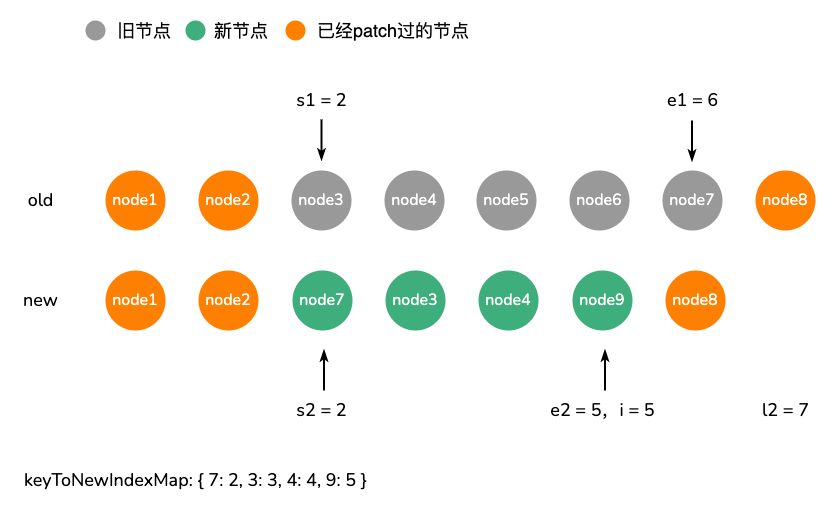 旧节点 新节点 已经patch过的节点
s1 = 2 e1 = 6
old node1 node2 node3 node4 node5 node6 node7 node8
new node1 node2 node7 node3 node4 node9 node8
s2 = 2 e2 = 5，i = 5 l2 = 7
keyToNewIndexMap: { 7: 2, 3: 3, 4: 4, 9: 5 }